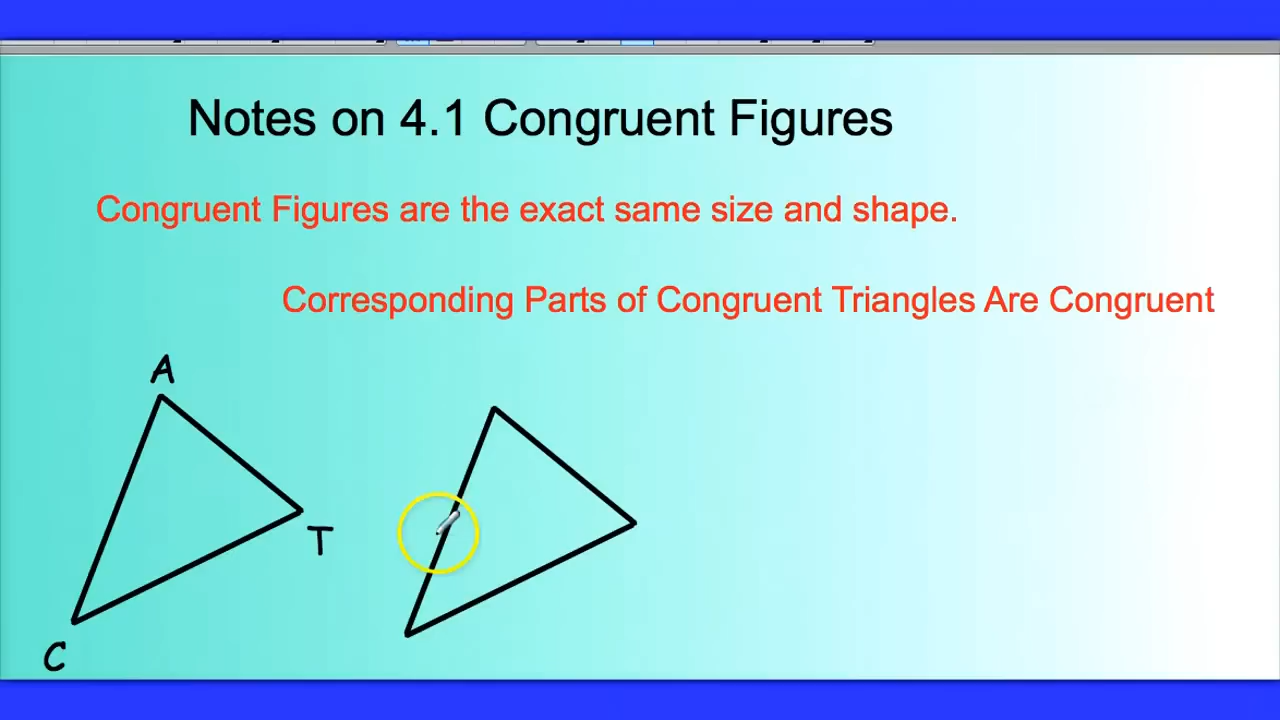 Notes on 4.1 Congruent Figures
Congruent Figures are the exact same size and shape.
Corresponding Parts of Congruent Triangles Are Congruent
A
T
C